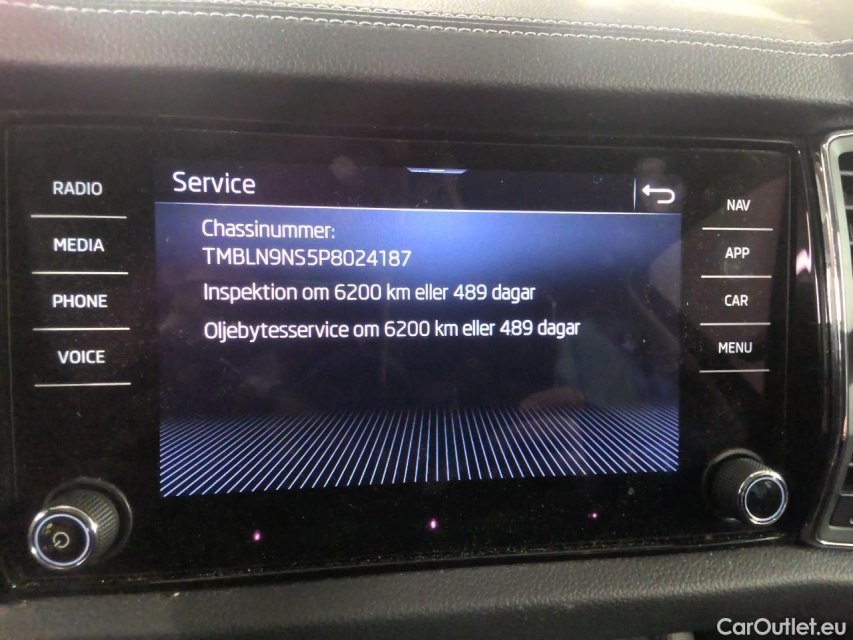 Service
RADIO
MEDIA
PHONE
VOICE
Chassinummer:
TMBLN9NS5P8024187
Inspektion om 6200 km eller 489 dagar
Oljebytesservice om 6200 km eller 489 dagar
NAV
APP
CAR
MENU
CarOutlet.eu